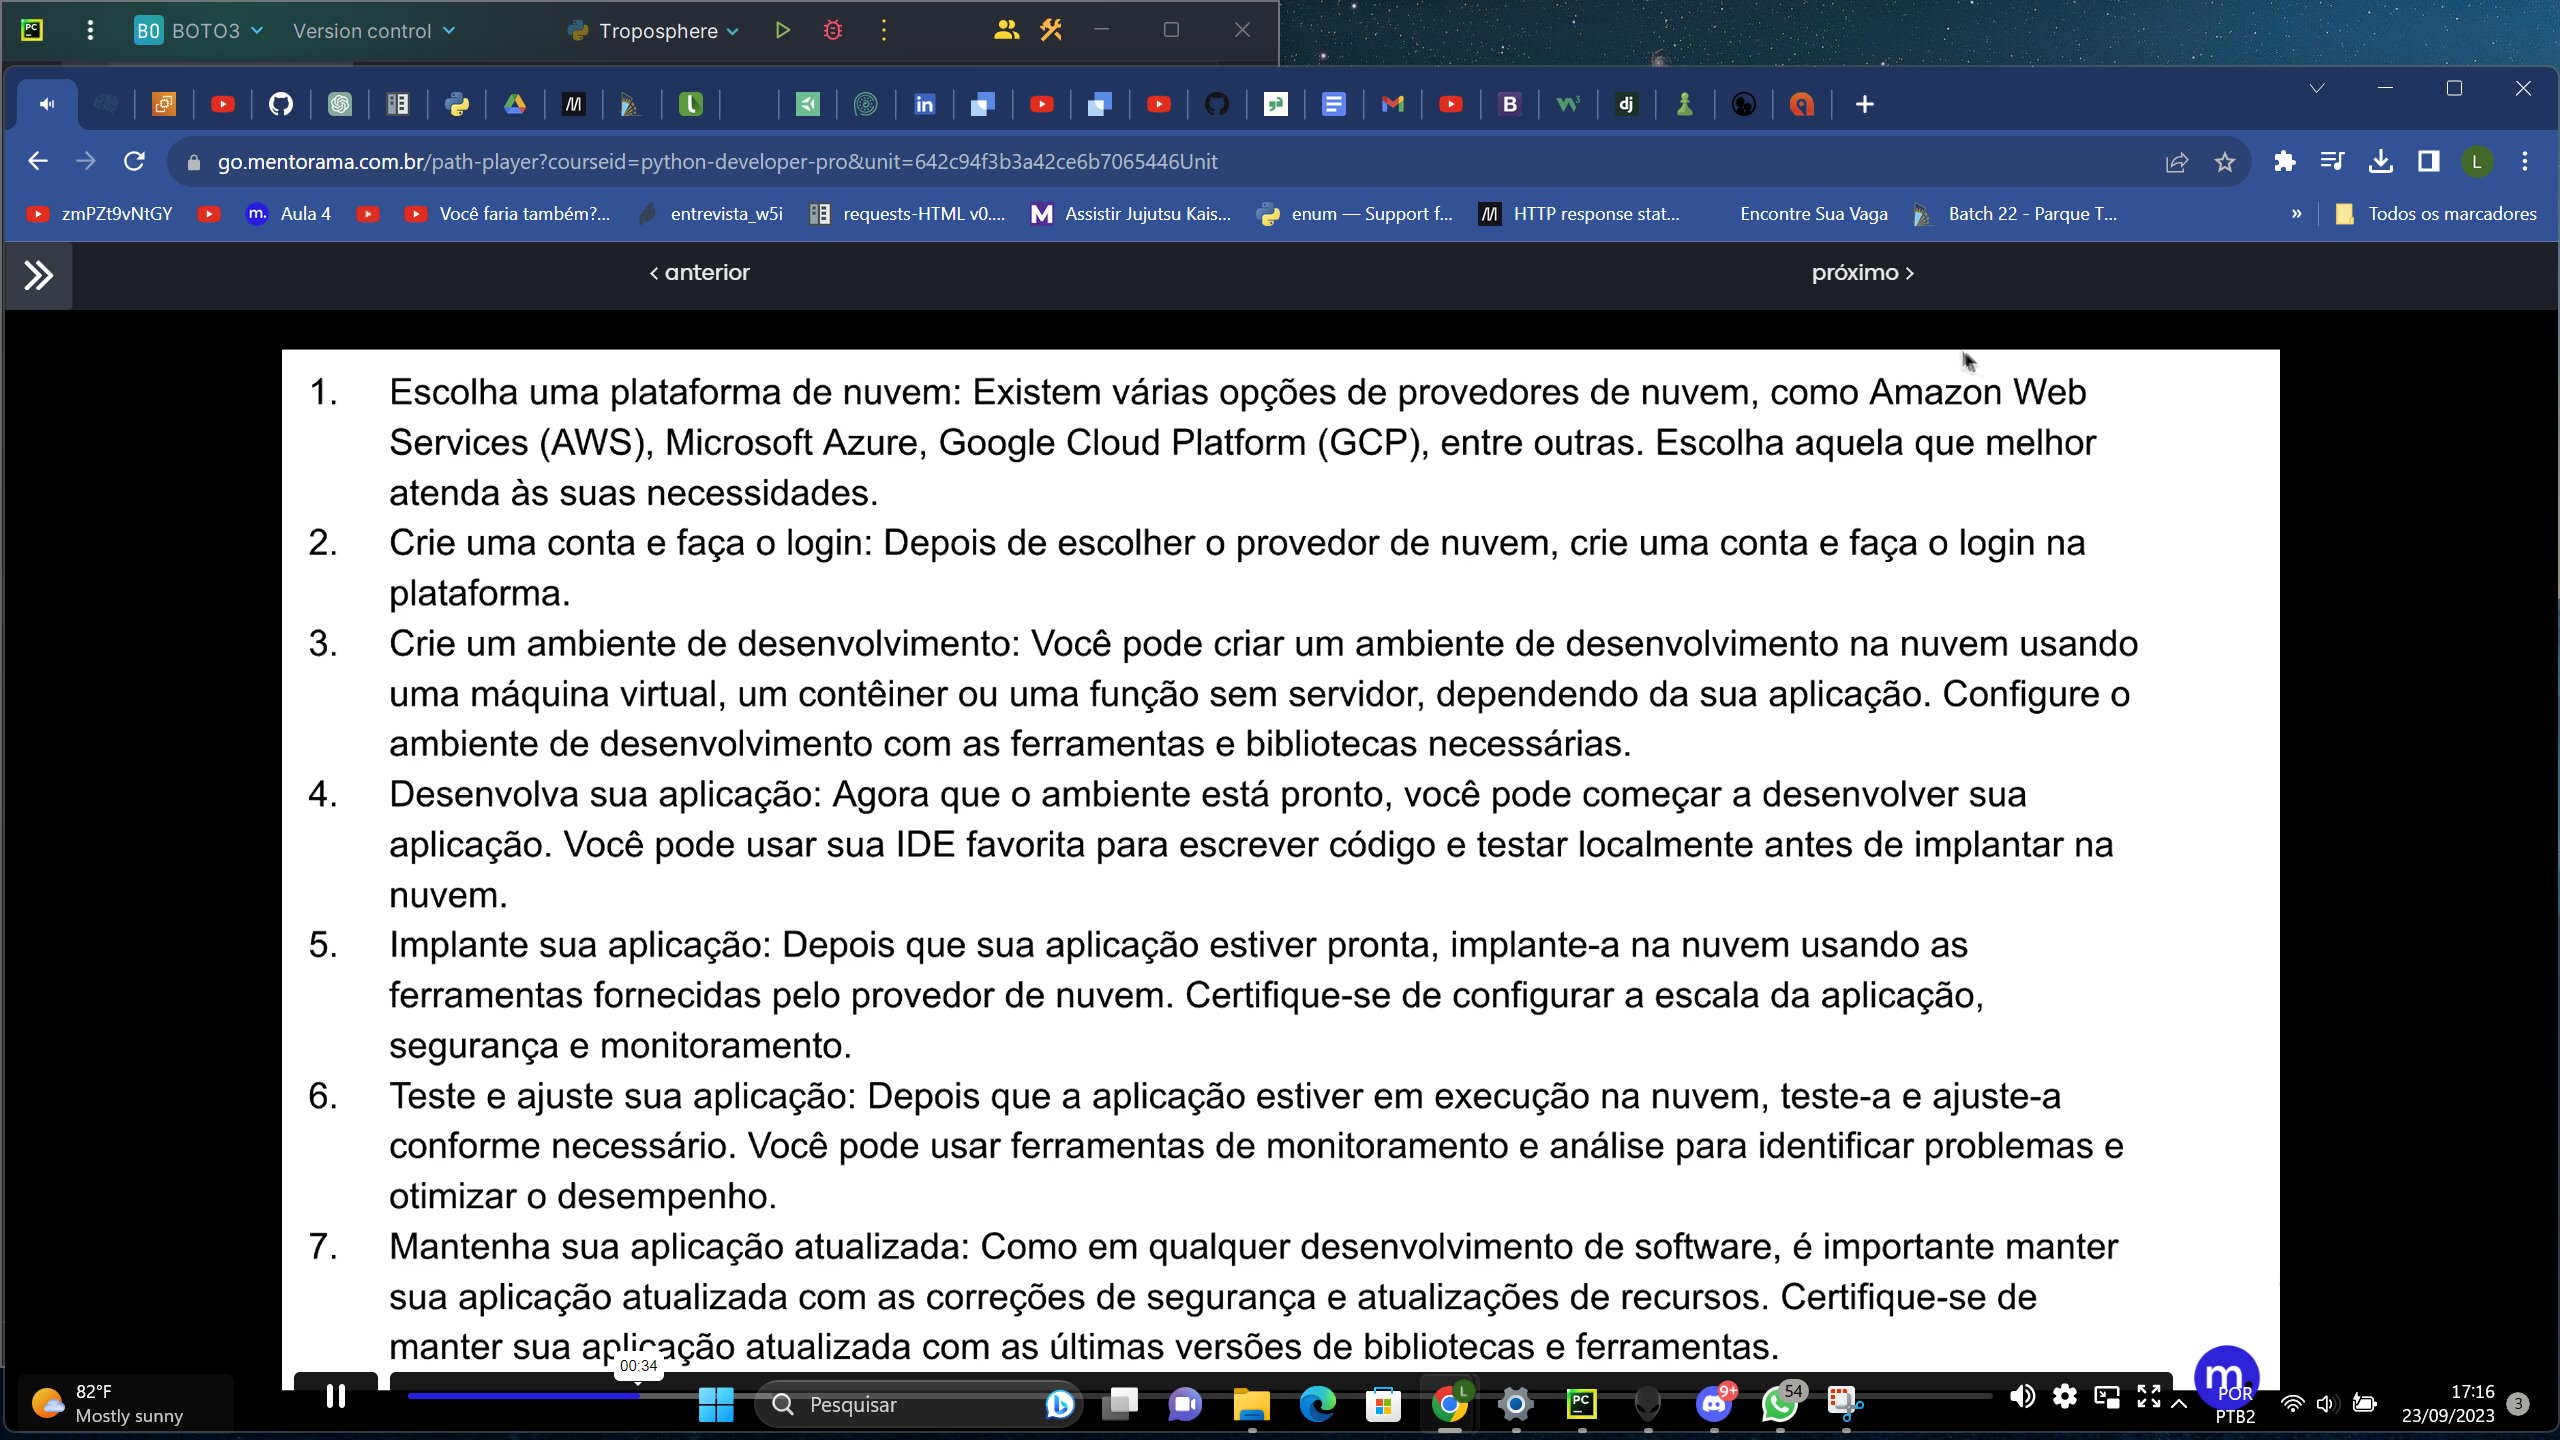 BO BOTO3 Version control Troposphere
go.mentorama.com.br/path-player?courseid=python-developer-pro&unit=642c94f3b3a42ce6b7065446Unit
zmPZt9vNtGY Aula 4 Você faria também?... entrevista_w5i requests-HTML v0.... Assistir Jujutsu Kais... enum — Support f... HTTP response stat... Encontre Sua Vaga Batch 22 - Parque T... » Todos os marcadores
‹ anterior próximo ›
1. Escolha uma plataforma de nuvem: Existem várias opções de provedores de nuvem, como Amazon Web
Services (AWS), Microsoft Azure, Google Cloud Platform (GCP), entre outras. Escolha aquela que melhor
atenda às suas necessidades.
2. Crie uma conta e faça o login: Depois de escolher o provedor de nuvem, crie uma conta e faça o login na
plataforma.
3. Crie um ambiente de desenvolvimento: Você pode criar um ambiente de desenvolvimento na nuvem usando
uma máquina virtual, um contêiner ou uma função sem servidor, dependendo da sua aplicação. Configure o
ambiente de desenvolvimento com as ferramentas e bibliotecas necessárias.
4. Desenvolva sua aplicação: Agora que o ambiente está pronto, você pode começar a desenvolver sua
aplicação. Você pode usar sua IDE favorita para escrever código e testar localmente antes de implantar na
nuvem.
5. Implante sua aplicação: Depois que sua aplicação estiver pronta, implante-a na nuvem usando as
ferramentas fornecidas pelo provedor de nuvem. Certifique-se de configurar a escala da aplicação,
segurança e monitoramento.
6. Teste e ajuste sua aplicação: Depois que a aplicação estiver em execução na nuvem, teste-a e ajuste-a
conforme necessário. Você pode usar ferramentas de monitoramento e análise para identificar problemas e
otimizar o desempenho.
7. Mantenha sua aplicação atualizada: Como em qualquer desenvolvimento de software, é importante manter
sua aplicação atualizada com as correções de segurança e atualizações de recursos. Certifique-se de
manter sua aplicação atualizada com as últimas versões de bibliotecas e ferramentas.
00:34
82°F
Mostly sunny
Pesquisar
9+
54
m.
POR
PTB2
17:16
23/09/2023
3